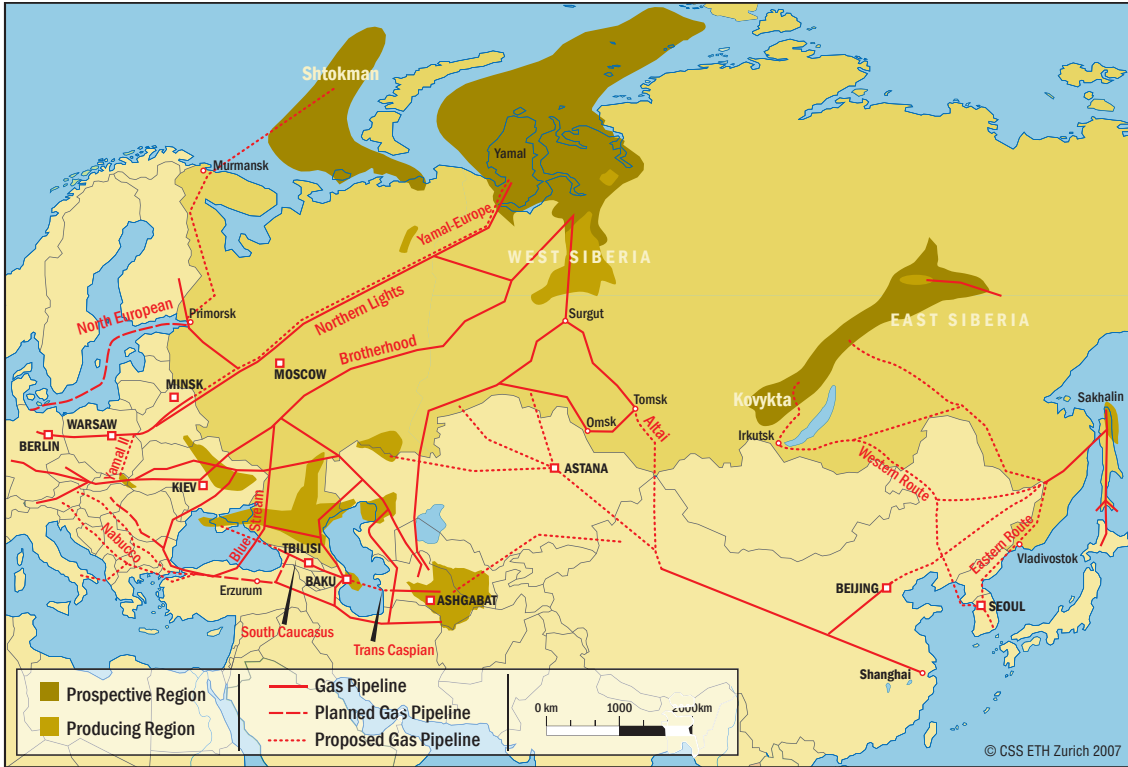 Shtokman
Murmansk
Yamal
Yamal-Europe
WEST SIBERIA
North European
Primorsk
Northern Lights
Surgut
EAST SIBERIA
Brotherhood
MOSCOW
MINSK
Kovykta
Tomsk
Sakhalin
WARSAW
BERLIN
Omsk
Altai
Irkutsk
Yamal II
ASTANA
Western Route
KIEV
Blue Stream
Nabucco
TBILISI
Eastern Route
Vladivostok
Erzurum
BAKU
ASHGABAT
BEIJING
SEOUL
South Caucasus
Trans Caspian
Shanghai
Prospective Region
Producing Region
Gas Pipeline
Planned Gas Pipeline
Proposed Gas Pipeline
0 km 1000 2000km
© CSS ETH Zurich 2007